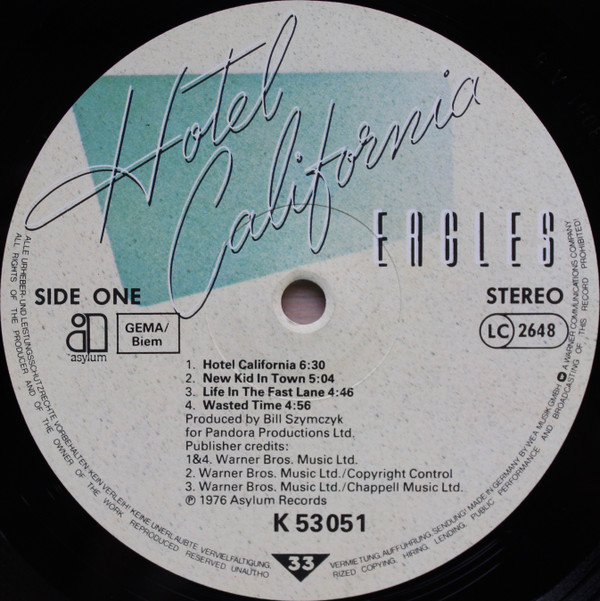 Hotel
California
EAGLES
SIDE ONE
STEREO
asylum
GEMA/
Biem
LC 2648
1. Hotel California 6:30
2. New Kid In Town 5:04
3. Life In The Fast Lane 4:46
4. Wasted Time 4:56
Produced by Bill Szymczyk
for Pandora Productions Ltd.
Publisher credits:
1&4. Warner Bros. Music Ltd.
2. Warner Bros. Music Ltd./Copyright Control
3. Warner Bros. Music Ltd./Chappell Music Ltd.
Ⓟ 1976 Asylum Records
K 53051
33
ALLE URHEBER- UND LEISTUNGSSCHUTZRECHTE VORBEHALTEN. KEIN VERLEIH! KEINE UNERLAUBTE VERVIELFÄLTIGUNG,
VERMIETUNG, AUFFÜHRUNG, SENDUNG! MADE IN GERMANY BY WEA MUSIK GMBH A WARNER COMMUNICATIONS COMPANY
ALL RIGHTS OF THE PRODUCER AND OF THE OWNER OF THE WORK REPRODUCED RESERVED UNAUTHO
RIZED COPYING, HIRING, LENDING, PUBLIC PERFORMANCE AND BROADCASTING OF THIS RECORD PROHIBITED!